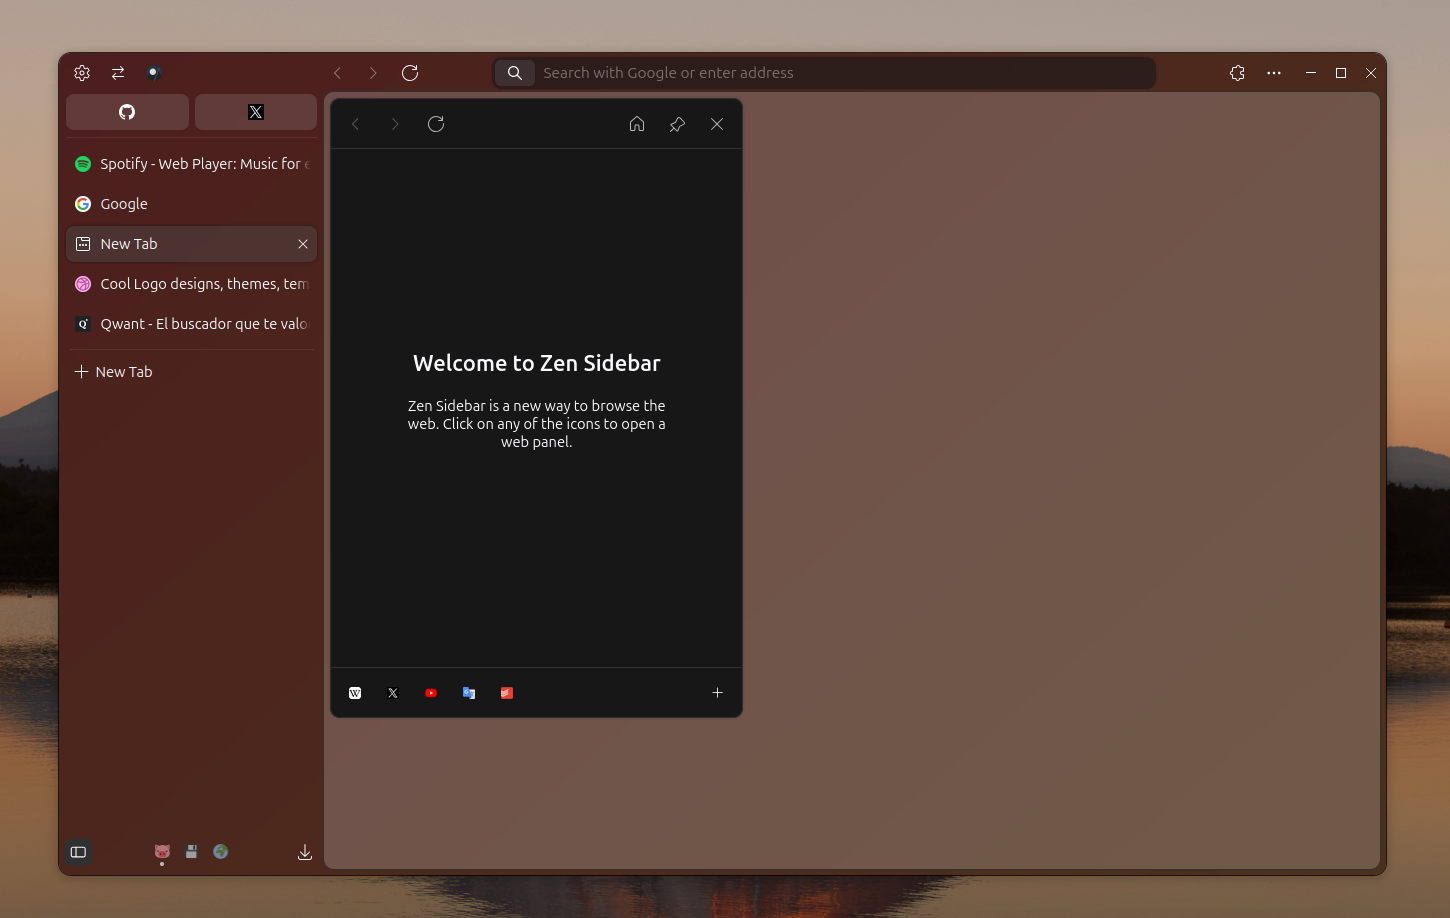 Search with Google or enter address
Spotify - Web Player: Music for e
Google
New Tab
Cool Logo designs, themes, tem
Qwant - El buscador que te valo
New Tab
Welcome to Zen Sidebar
Zen Sidebar is a new way to browse the
web. Click on any of the icons to open a
web panel.